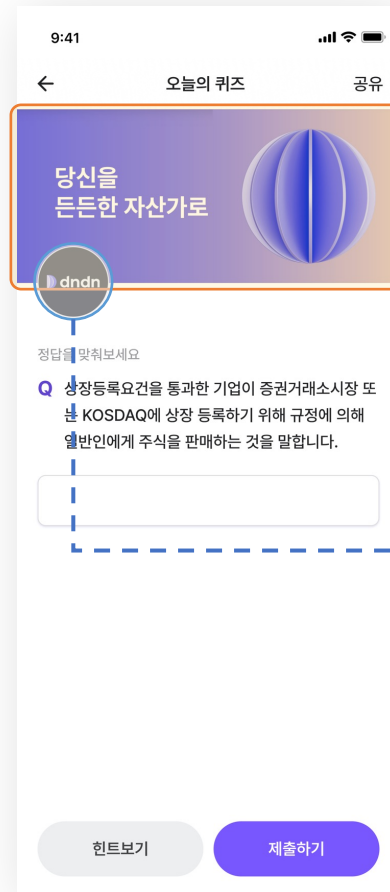 9:41
오늘의 퀴즈
공유
당신을
든든한 자산가로
dndn
정답을 맞춰보세요
Q 상장등록요건을 통과한 기업이 증권거래소시장 또
는 KOSDAQ에 상장 등록하기 위해 규정에 의해
일반인에게 주식을 판매하는 것을 말합니다.
힌트보기
제출하기